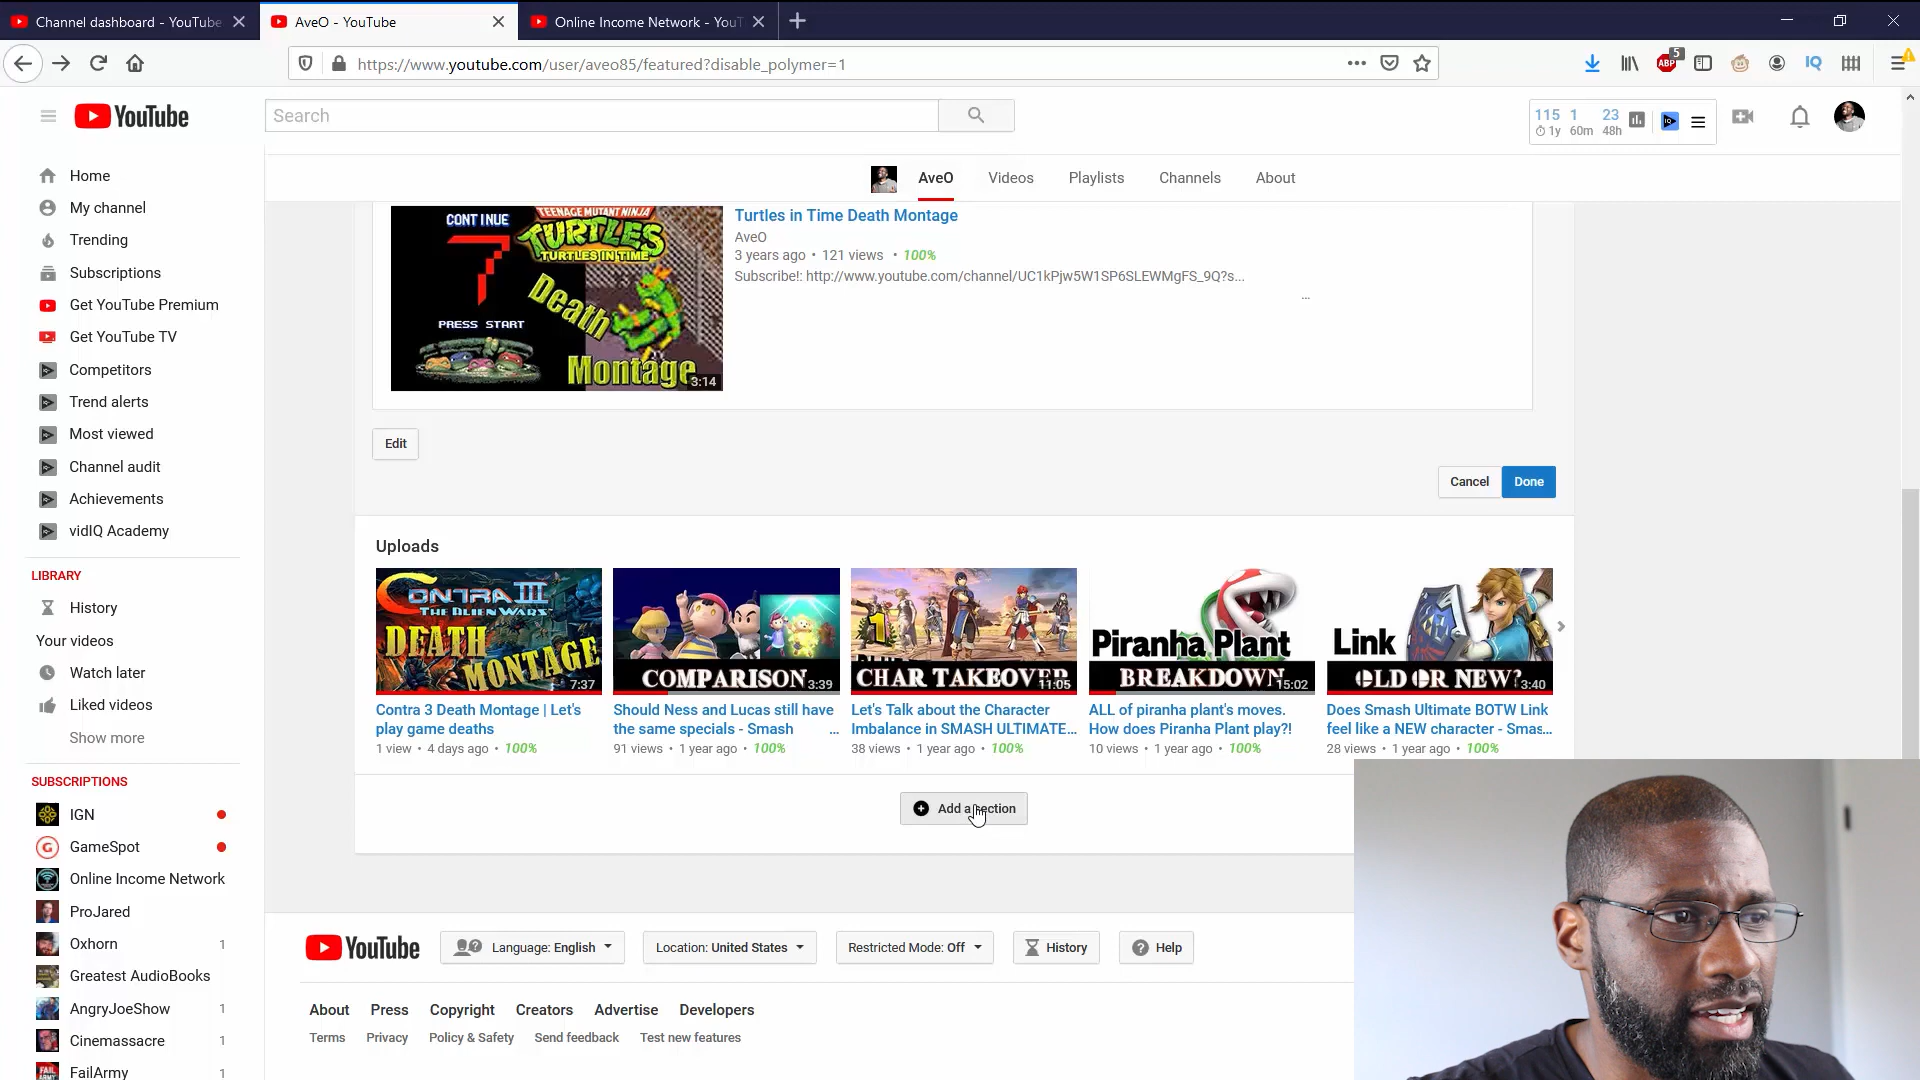 Channel dashboard - YouTube
AveO - YouTube
Online Income Network - YouT
https://www.youtube.com/user/aveo85/featured?disable_polymer=1
5
ABP
IQ
YouTube
Search
115 1 23
1y 60m 48h
Home
My channel
Trending
Subscriptions
Get YouTube Premium
Get YouTube TV
Competitors
Trend alerts
Most viewed
Channel audit
Achievements
vidIQ Academy
LIBRARY
History
Your videos
Watch later
Liked videos
Show more
SUBSCRIPTIONS
IGN
GameSpot
Online Income Network
ProJared
Oxhorn 1
Greatest AudioBooks
AngryJoeShow 1
Cinemassacre 1
FailArmy 1
AveO Videos Playlists Channels About
CONTINUE
7
PRESS START
TEENAGE MUTANT NINJA
TURTLES
TURTLES IN TIME
Death
Montage
3:14
Turtles in Time Death Montage
AveO
3 years ago • 121 views • 100%
Subscribe!: http://www.youtube.com/channel/UC1kPjw5W1SP6SLEWMgFS_9Q?s...
...
Edit
Cancel Done
Uploads
CONTRA III
THE ALIEN WARS
DEATH
MONTAGE
7:37
Contra 3 Death Montage | Let's
play game deaths
1 view • 4 days ago • 100%
COMPARISON
3:39
Should Ness and Lucas still have
the same specials - Smash ...
91 views • 1 year ago • 100%
1
CHAR TAKEOVER
11:05
Let's Talk about the Character
Imbalance in SMASH ULTIMATE...
38 views • 1 year ago • 100%
Piranha Plant
BREAKDOWN
15:02
ALL of piranha plant's moves.
How does Piranha Plant play?!
10 views • 1 year ago • 100%
Link
OLD OR NEW?
3:40
Does Smash Ultimate BOTW Link
feel like a NEW character - Smas...
28 views • 1 year ago • 100%
Add a section
YouTube
Language: English
Location: United States
Restricted Mode: Off
History
Help
About Press Copyright Creators Advertise Developers
Terms Privacy Policy & Safety Send feedback Test new features